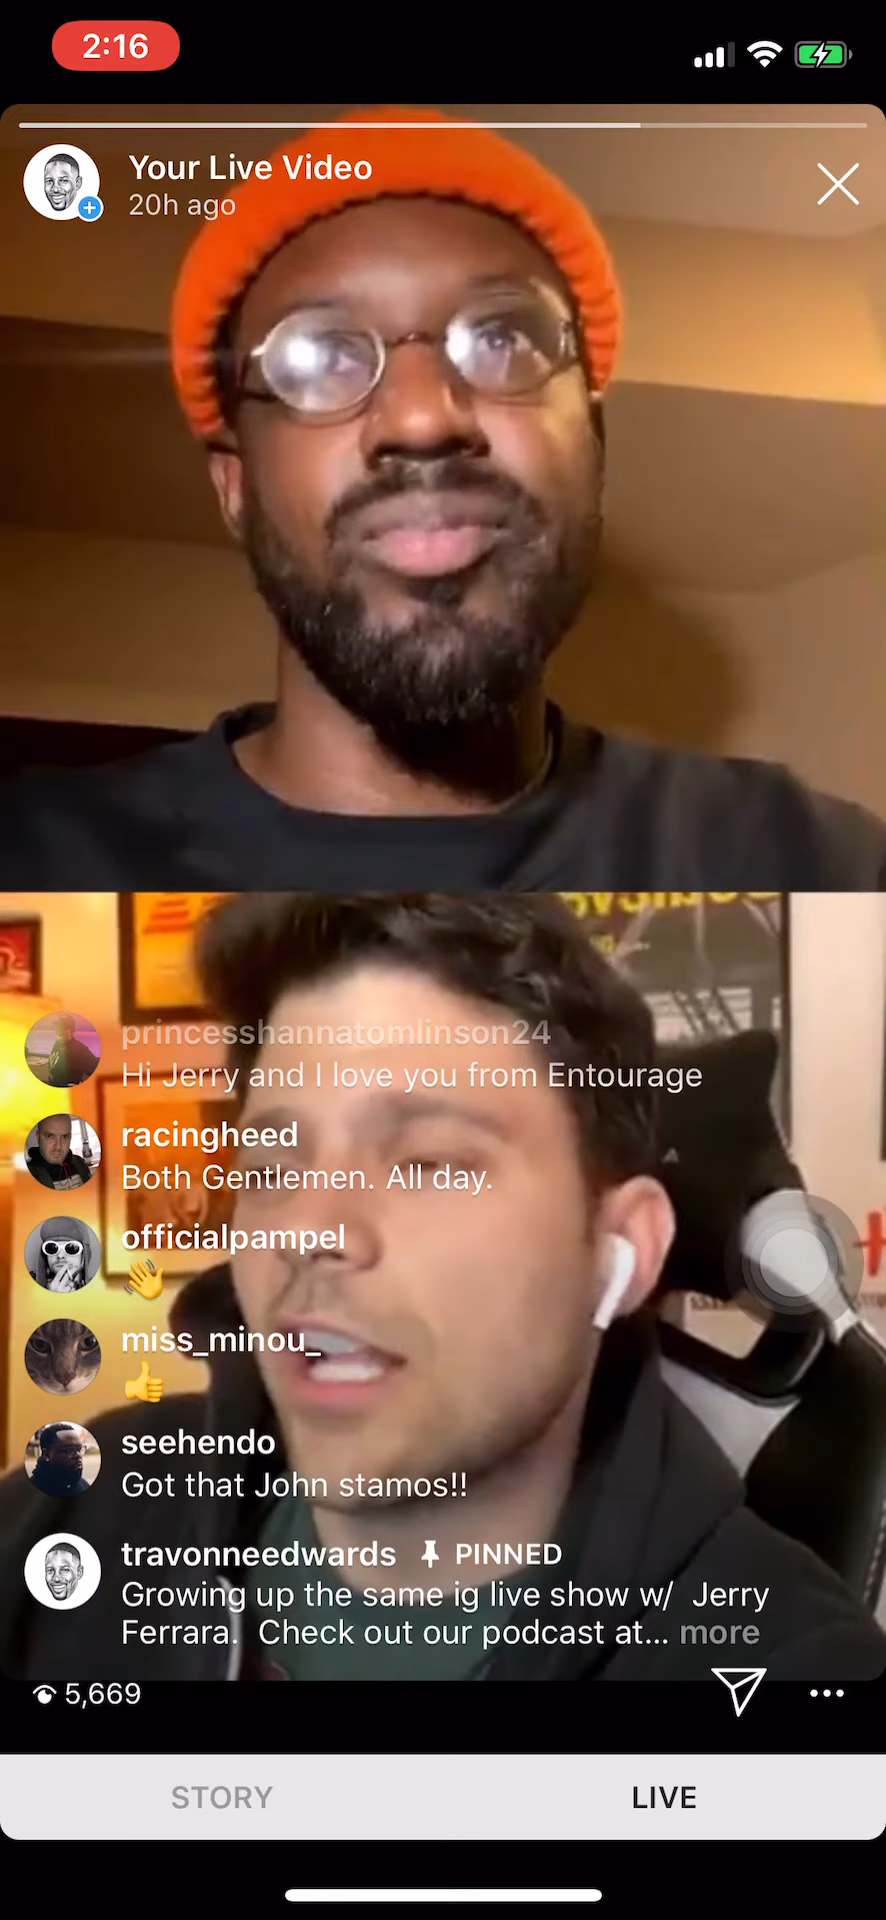 2:16
Your Live Video
20h ago
princesshannatomlinson24
Hi Jerry and I love you from Entourage
racingheed
Both Gentlemen. All day.
officialpampel
👋
miss_minou_
👍
seehendo
Got that John stamos!!
travonneedwards PINNED
Growing up the same ig live show w/ Jerry
Ferrara. Check out our podcast at... more
5,669
STORY LIVE